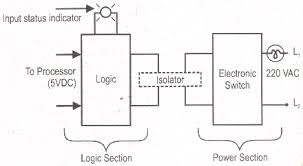 Input status indicator
L₁
To Processor
(5VDC)
Logic
Isolator
Electronic
Switch
220 VAC
L₂
Logic Section
Power Section